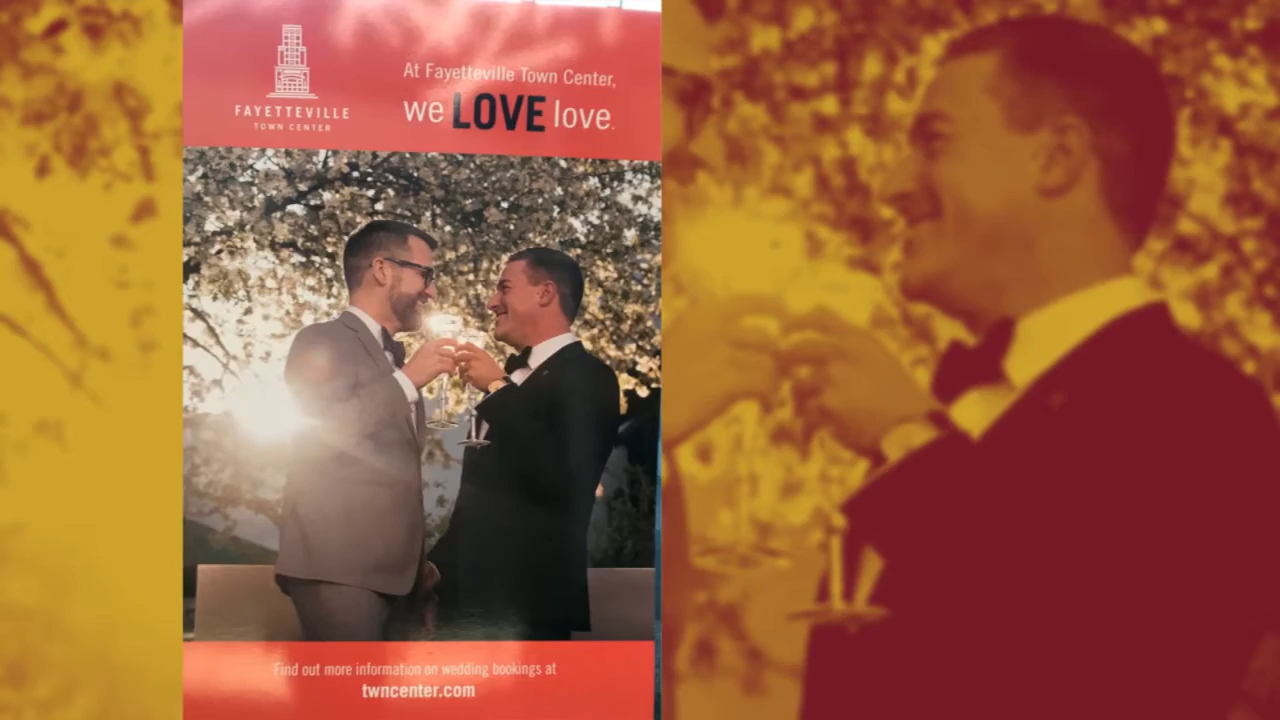 FAYETTEVILLE
TOWN CENTER
At Fayetteville Town Center,
we LOVE love.
Find out more information on wedding bookings at
twncenter.com